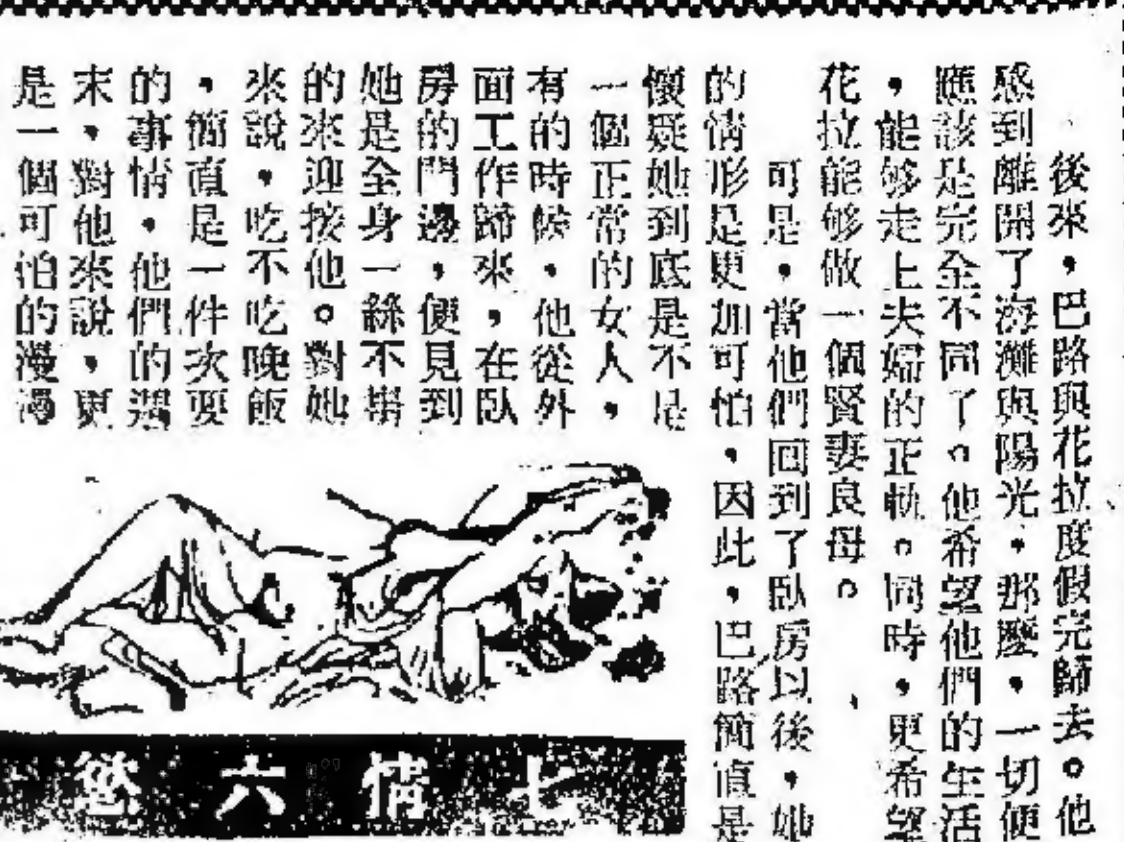 後來，巴路與花拉度假完歸去。他
感到離開了海灘與陽光，那麼，一切便
應該是完全不同了。他希望他們的生活
，能够走上夫婦的正軌。同時，更希望
花拉能够做一個賢妻良母。
可是，當他們回到了臥房以後，她
的情形是更加可怕，因此，巴路簡直是
懷疑她到底是不是
一個正常的女人，
有的時候，他從外
面工作歸來，在臥
房的門邊，便見到
她是全身一絲不掛
的來迎接他。對她
來說，吃不吃晚飯
，簡直是一件次要
的事情，他們的週
末，對他來說，更
是一個可怕的漫漫
七情六慾